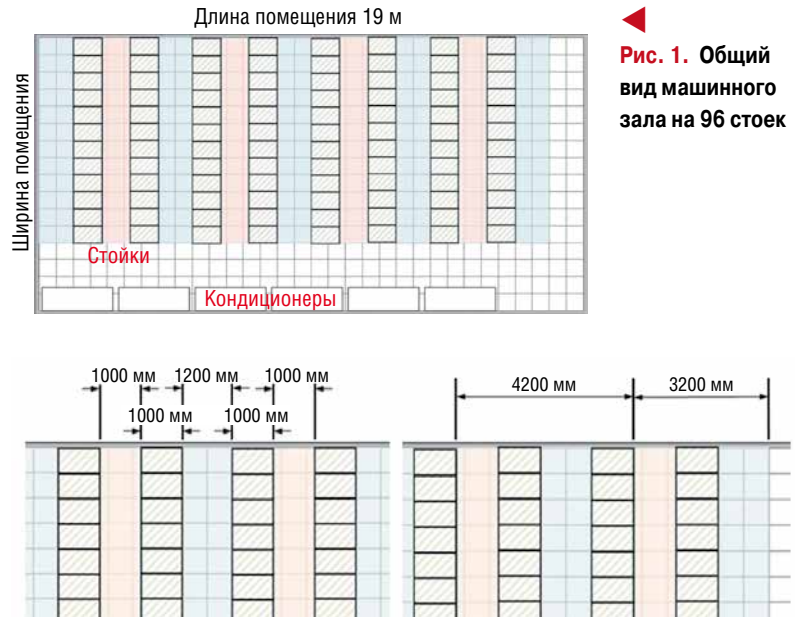 Длина помещения 19 м
Ширина помещения
Стойки
Кондиционеры
Рис. 1. Общий
вид машинного
зала на 96 стоек
1000 мм 1200 мм 1000 мм
1000 мм 1000 мм
4200 мм 3200 мм